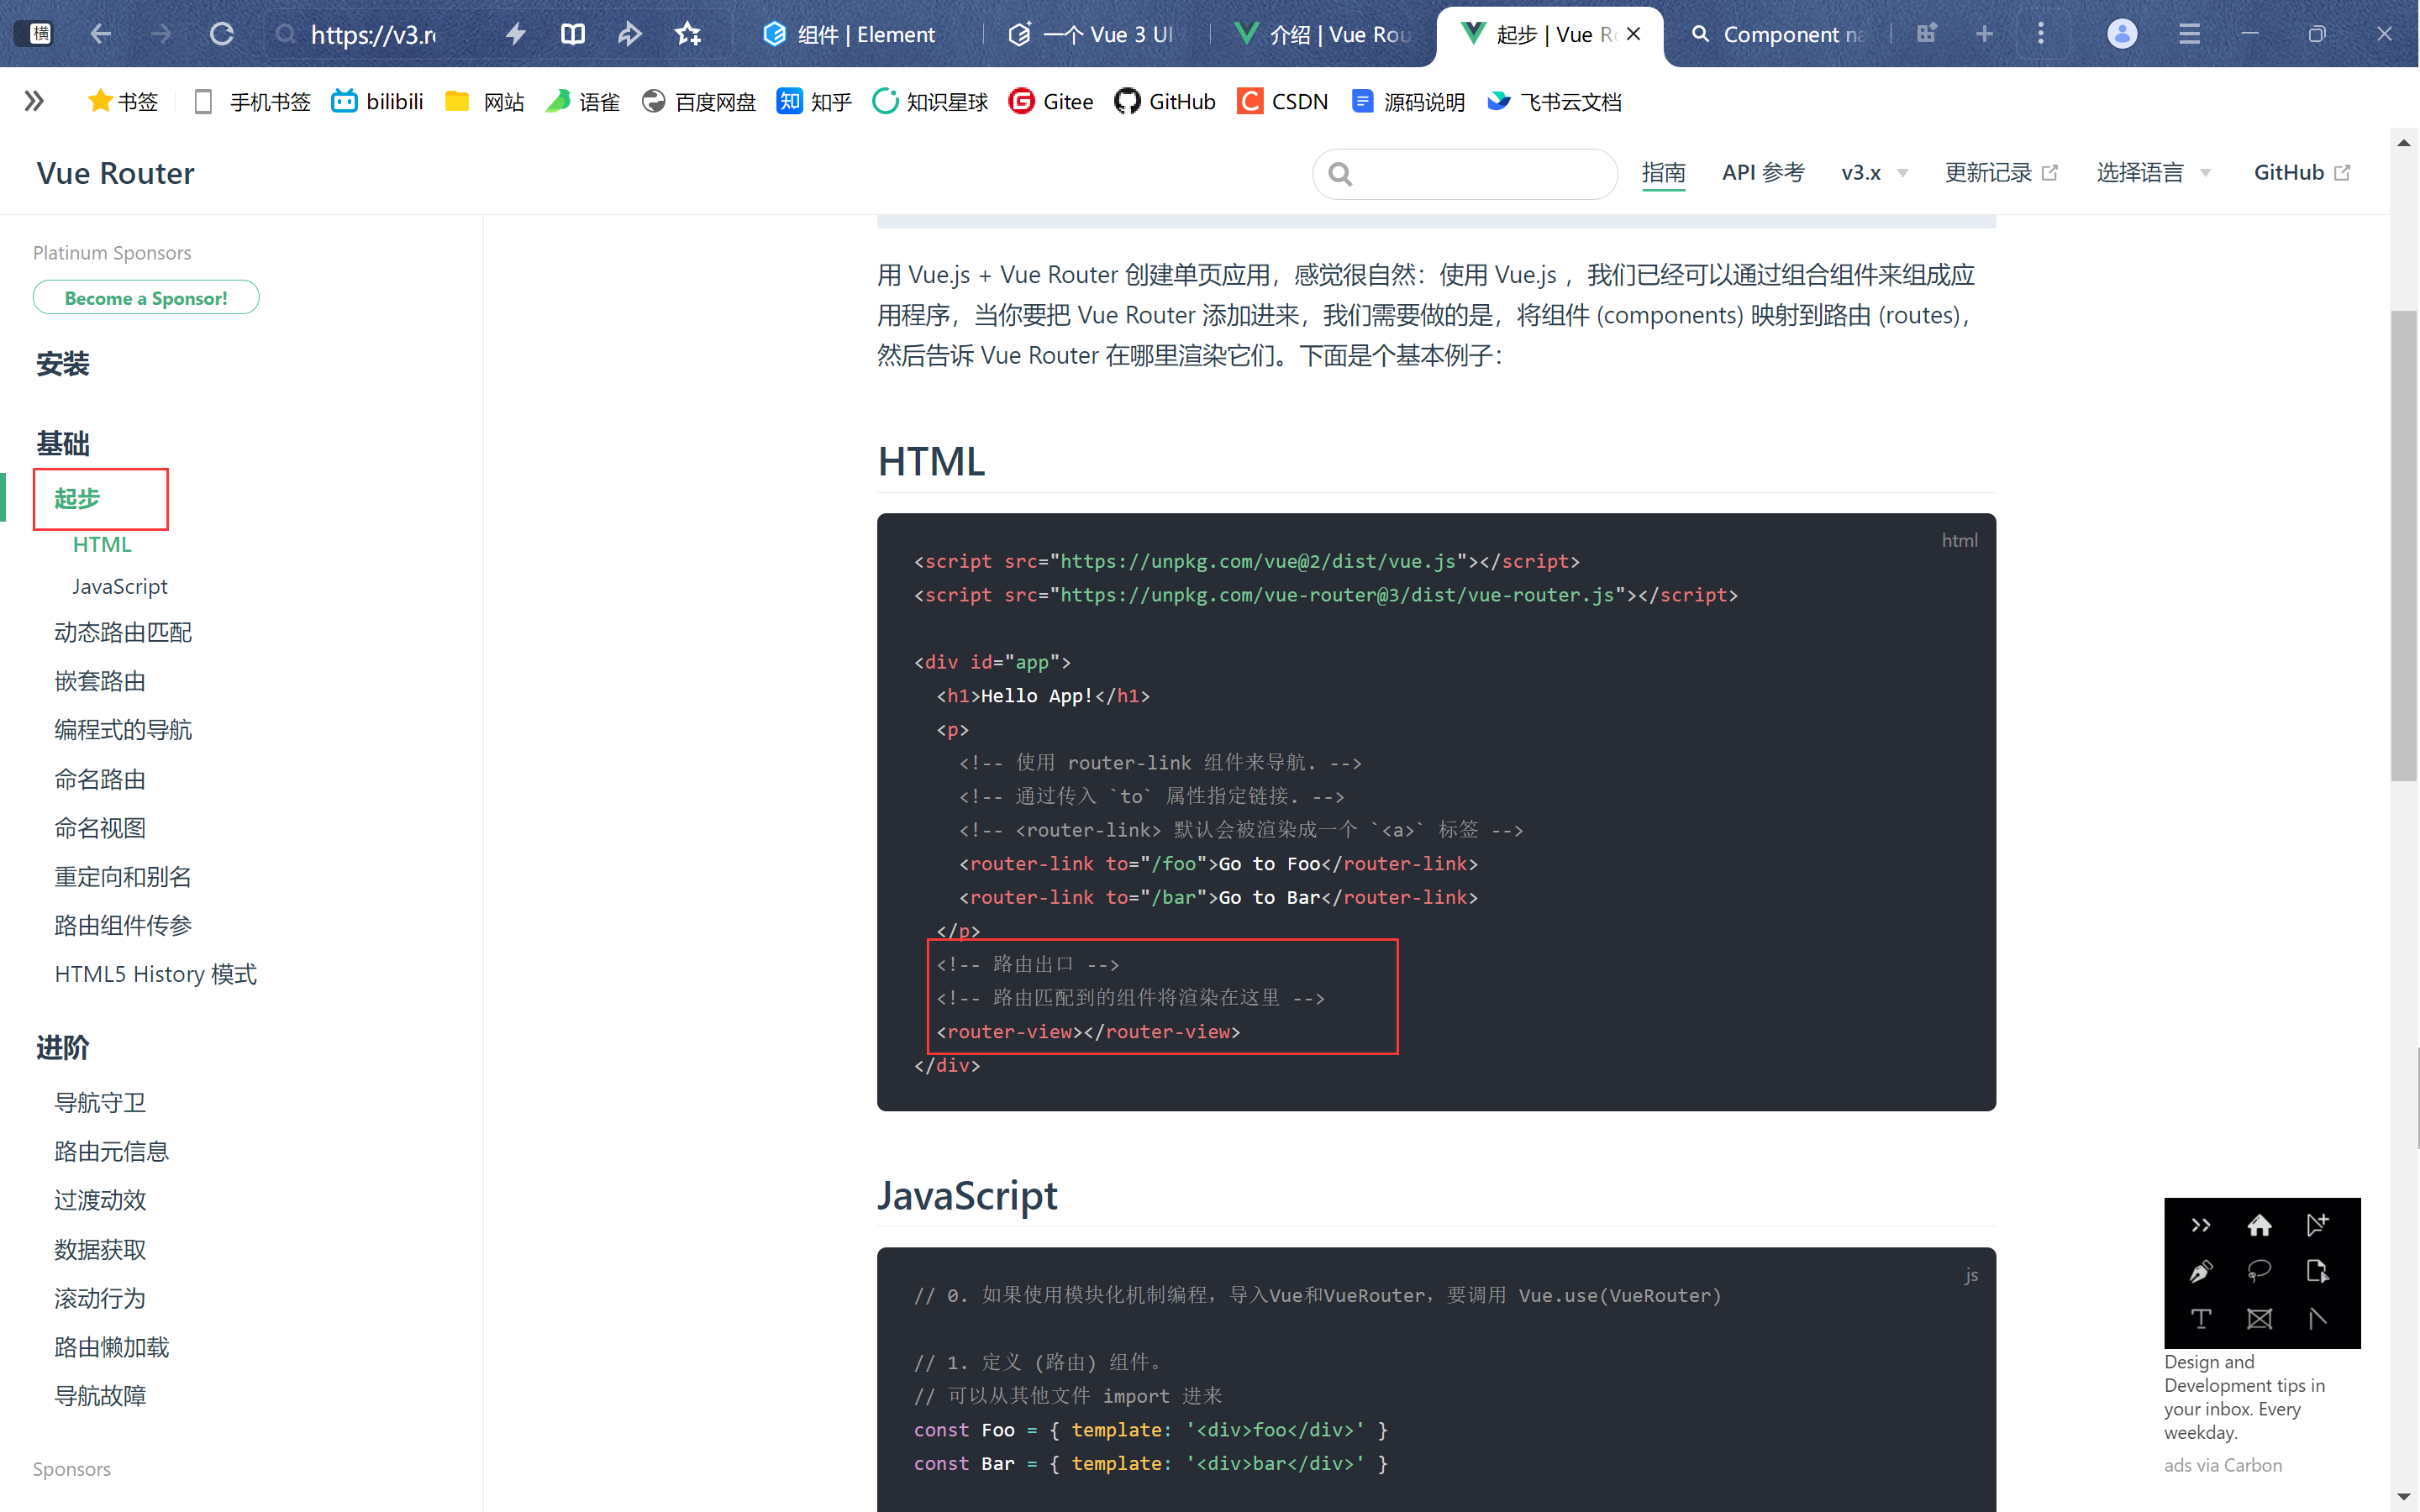 横
https://v3.r
组件 | Element
一个 Vue 3 UI
介绍 | Vue Rou
起步 | Vue R
Component na
书签
手机书签
bilibili
网站
语雀
百度网盘
知 知乎
知识星球
Gitee
GitHub
CSDN
源码说明
飞书云文档
Vue Router
指南
API 参考
v3.x
更新记录
选择语言
GitHub
Platinum Sponsors
Become a Sponsor!
安装
基础
起步
HTML
JavaScript
动态路由匹配
嵌套路由
编程式的导航
命名路由
命名视图
重定向和别名
路由组件传参
HTML5 History 模式
进阶
导航守卫
路由元信息
过渡动效
数据获取
滚动行为
路由懒加载
导航故障
Sponsors
用 Vue.js + Vue Router 创建单页应用，感觉很自然：使用 Vue.js ，我们已经可以通过组合组件来组成应
用程序，当你要把 Vue Router 添加进来，我们需要做的是，将组件 (components) 映射到路由 (routes)，
然后告诉 Vue Router 在哪里渲染它们。下面是个基本例子：
HTML
html
<script src="https://unpkg.com/vue@2/dist/vue.js"></script>
<script src="https://unpkg.com/vue-router@3/dist/vue-router.js"></script>
<div id="app">
<h1>Hello App!</h1>
<p>
<!-- 使用 router-link 组件来导航. -->
<!-- 通过传入 `to` 属性指定链接. -->
<!-- <router-link> 默认会被渲染成一个 `<a>` 标签 -->
<router-link to="/foo">Go to Foo</router-link>
<router-link to="/bar">Go to Bar</router-link>
</p>
<!-- 路由出口 -->
<!-- 路由匹配到的组件将渲染在这里 -->
<router-view></router-view>
</div>
JavaScript
js
// 0. 如果使用模块化机制编程，导入Vue和VueRouter，要调用 Vue.use(VueRouter)
// 1. 定义 (路由) 组件。
// 可以从其他文件 import 进来
const Foo = { template: '<div>foo</div>' }
const Bar = { template: '<div>bar</div>' }
Design and
Development tips in
your inbox. Every
weekday.
ads via Carbon